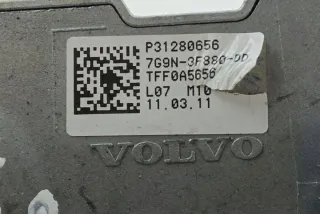 P31280656
7G9N-3F880-DD
TFF0A5656
L07 M10
11.03.11
VOLVO